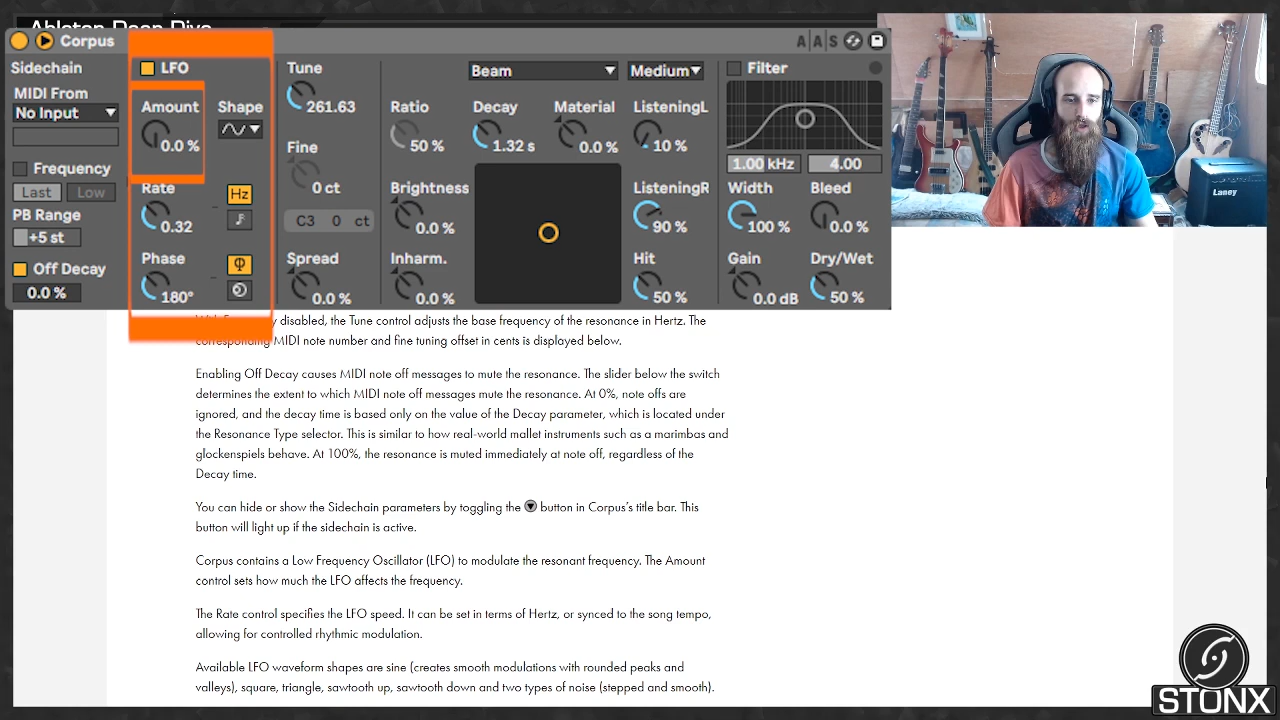 Ableton Deep Dive
Corpus
A A S
Sidechain
MIDI From
No Input
Frequency
Last Low
PB Range
+5 st
Off Decay
0.0 %
LFO
Amount
0.0 %
Shape
Rate
0.32
Hz
Phase
180°
Φ
Tune
261.63
Fine
0 ct
C3 0 ct
Spread
0.0 %
Ratio
50 %
Brightness
0.0 %
Inharm.
0.0 %
Beam
Medium
Decay
1.32 s
Material
0.0 %
ListeningL
10 %
ListeningR
90 %
Hit
50 %
Filter
1.00 kHz 4.00
Width
100 %
Bleed
0.0 %
Gain
0.0 dB
Dry/Wet
50 %
Laney
disabled, the Tune control adjusts the base frequency of the resonance in Hertz. The
corresponding MIDI note number and fine tuning offset in cents is displayed below.
Enabling Off Decay causes MIDI note off messages to mute the resonance. The slider below the switch
determines the extent to which MIDI note off messages mute the resonance. At 0%, note offs are
ignored, and the decay time is based only on the value of the Decay parameter, which is located under
the Resonance Type selector. This is similar to how real-world mallet instruments such as a marimbas and
glockenspiels behave. At 100%, the resonance is muted immediately at note off, regardless of the
Decay time.
You can hide or show the Sidechain parameters by toggling the button in Corpus's title bar. This
button will light up if the sidechain is active.
Corpus contains a Low Frequency Oscillator (LFO) to modulate the resonant frequency. The Amount
control sets how much the LFO affects the frequency.
The Rate control specifies the LFO speed. It can be set in terms of Hertz, or synced to the song tempo,
allowing for controlled rhythmic modulation.
Available LFO waveform shapes are sine (creates smooth modulations with rounded peaks and
valleys), square, triangle, sawtooth up, sawtooth down and two types of noise (stepped and smooth).
STONX